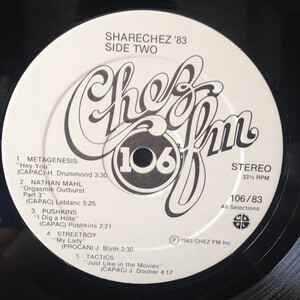 SHARECHEZ '83
SIDE TWO
Chez 106 fm
1 METAGENESIS
"Hey You"
(CAPAC) H. Drummond 3:30
2 NATHAN MAHL
"Orgasmik Outburst
Part 3"
(CAPAC) Leblanc 5:25
3 PUSHKINS
"I Dig a Hole"
(CAPAC) Pushkins 2:21
4 STREETBOY
"My Lady"
(PROCAN) J. Blym 2:30
5 TACTICS
"Just Like in the Movies"
(CAPAC) J. Dooher 4:17
STEREO
33⅓ RPM
106/83
All Selections
℗ 1983 CHEZ FM Inc.